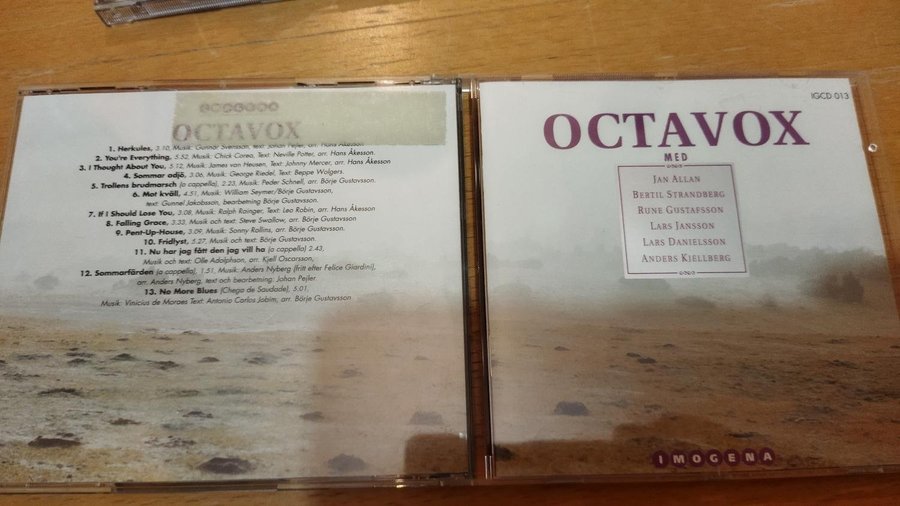 IMOGENA
OCTAVOX
1. Herkules, 3.10, Musik: Gunnar Svensson, text: Johan Pejler, arr. Hans Åkesson
2. You're Everything, 5.52, Musik: Chick Corea, Text: Neville Potter, arr. Hans Åkesson
3. I Thought About You, 5.12, Musik: James van Heusen, Text: Johnny Mercer, arr. Hans Åkesson
4. Sommar adjö, 3.06, Musik: George Riedel, Text: Beppe Wolgers.
5. Trollens brudmarsch (a cappella), 2.23, Musik: Peder Schnell, arr. Börje Gustavsson.
6. Mot kväll, 4.51, Musik: William Seymer/Börje Gustavsson,
text: Gunnel Jakobsson, bearbetning Börje Gustavsson.
7. If I Should Lose You, 3.08, Musik: Ralph Rainger, Text: Leo Robin, arr. Hans Åkesson
8. Falling Grace, 3.33, Musik och text: Steve Swallow, arr. Börje Gustavsson.
9. Pent-Up-House, 3.09, Musik: Sonny Rollins, arr. Börje Gustavsson.
10. Fridlyst, 5.27, Musik och text: Börje Gustavsson.
11. Nu har jag fått den jag vill ha (a cappella) 2.43,
Musik och text: Olle Adolphson, arr. Kjell Oscarsson,
12. Sommarfärden (a cappella), 1.51, Musik: Anders Nyberg (fritt efter Felice Giardini),
arr. Anders Nyberg, text och bearbetning: Johan Pejler.
13. No More Blues (Chega de Saudade), 5.01.
Musik: Vinicius de Moraes Text: Antonio Carlos Jobim, arr. Börje Gustavsson
IGCD 013
OCTAVOX
MED
JAN ALLAN
BERTIL STRANDBERG
RUNE GUSTAFSSON
LARS JANSSON
LARS DANIELSSON
ANDERS KJELLBERG
IMOGENA